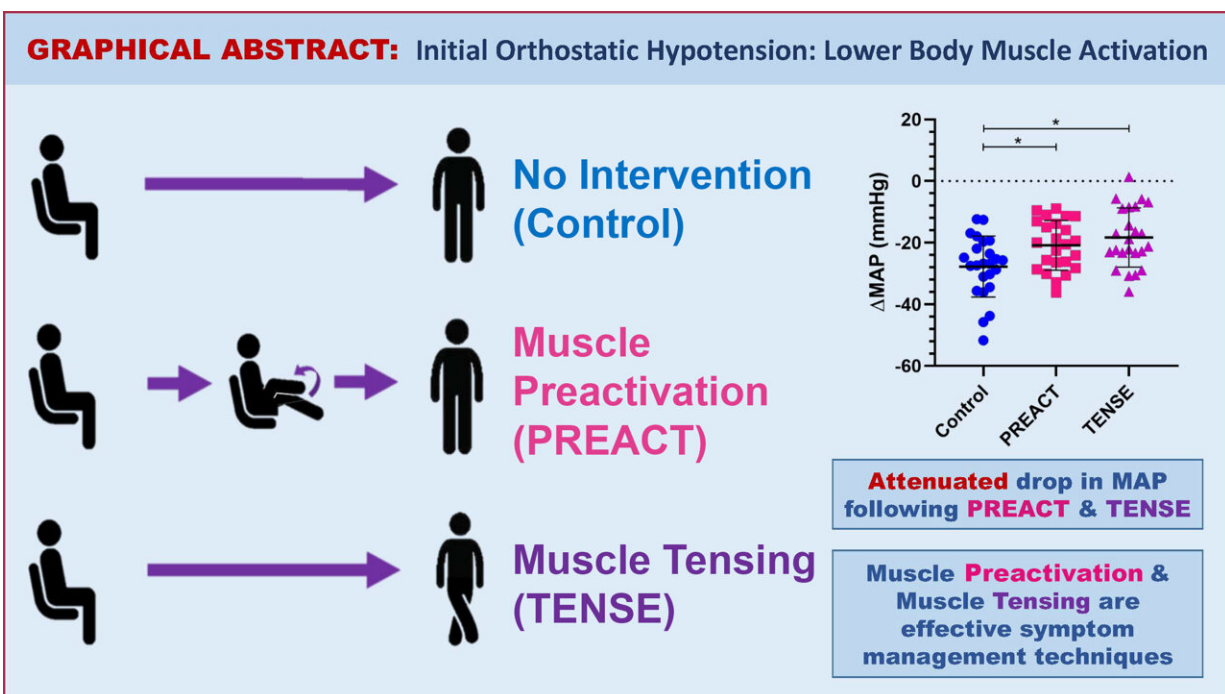 GRAPHICAL ABSTRACT: Initial Orthostatic Hypotension: Lower Body Muscle Activation
No Intervention
(Control)
Muscle
Preactivation
(PREACT)
Muscle Tensing
(TENSE)
ΔMAP (mmHg)
20
0
-20
-40
-60
*
*
Control
PREACT
TENSE
Attenuated drop in MAP
following PREACT & TENSE
Muscle Preactivation &
Muscle Tensing are
effective symptom
management techniques